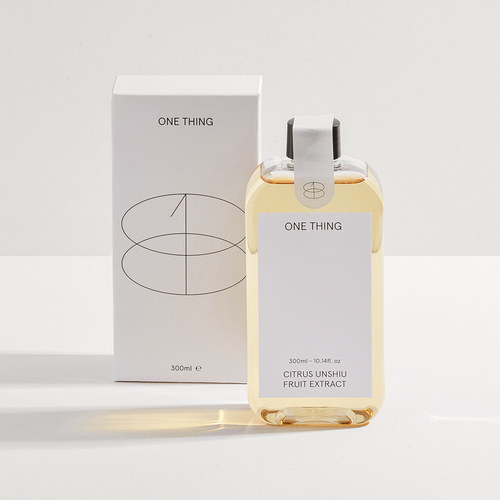 ONE THING
300ml ℮
ONE THING
300ml - 10.14fl. oz
CITRUS UNSHIU
FRUIT EXTRACT